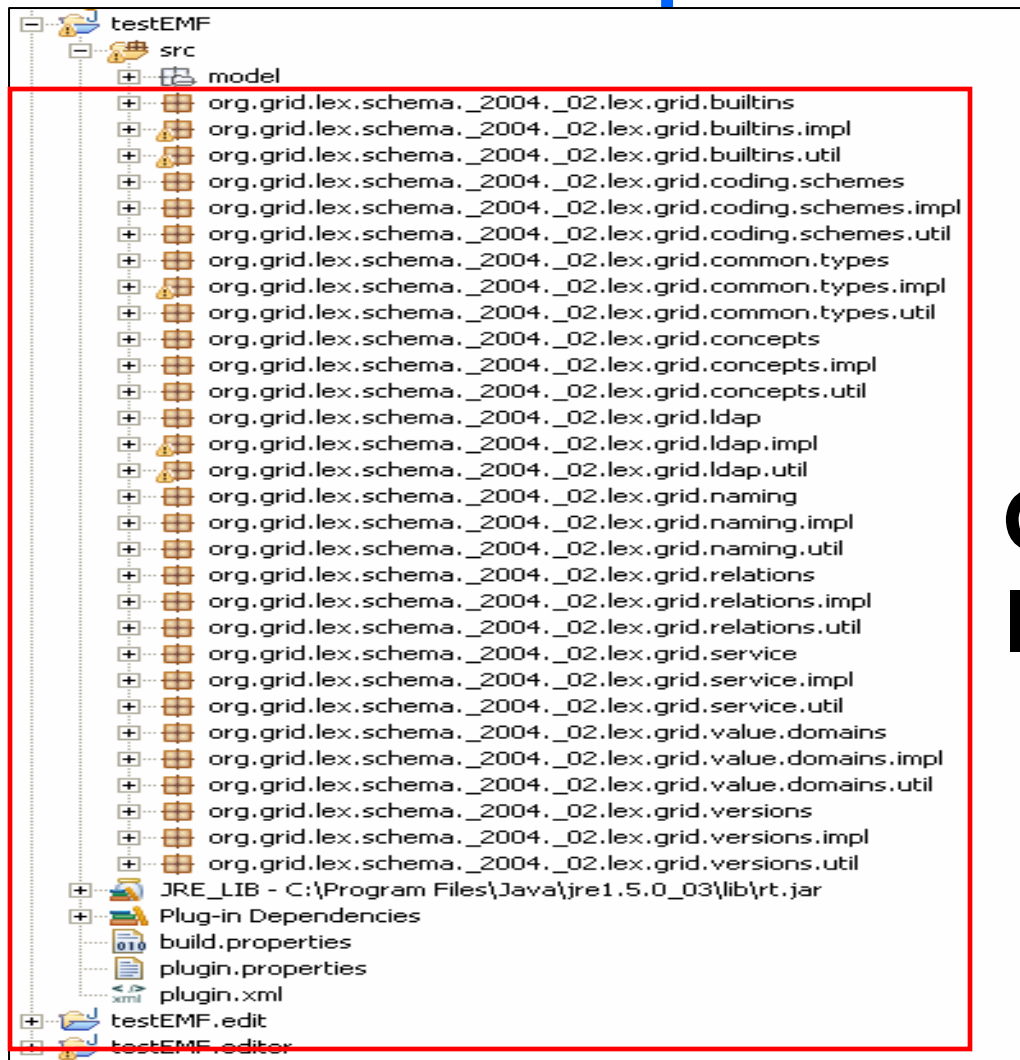 testEMF
src
model
org.grid.lex.schema._2004._02.lex.grid.builtins
org.grid.lex.schema._2004._02.lex.grid.builtins.impl
org.grid.lex.schema._2004._02.lex.grid.builtins.util
org.grid.lex.schema._2004._02.lex.grid.coding.schemes
org.grid.lex.schema._2004._02.lex.grid.coding.schemes.impl
org.grid.lex.schema._2004._02.lex.grid.coding.schemes.util
org.grid.lex.schema._2004._02.lex.grid.common.types
org.grid.lex.schema._2004._02.lex.grid.common.types.impl
org.grid.lex.schema._2004._02.lex.grid.common.types.util
org.grid.lex.schema._2004._02.lex.grid.concepts
org.grid.lex.schema._2004._02.lex.grid.concepts.impl
org.grid.lex.schema._2004._02.lex.grid.concepts.util
org.grid.lex.schema._2004._02.lex.grid.ldap
org.grid.lex.schema._2004._02.lex.grid.ldap.impl
org.grid.lex.schema._2004._02.lex.grid.ldap.util
org.grid.lex.schema._2004._02.lex.grid.naming
org.grid.lex.schema._2004._02.lex.grid.naming.impl
org.grid.lex.schema._2004._02.lex.grid.naming.util
org.grid.lex.schema._2004._02.lex.grid.relations
org.grid.lex.schema._2004._02.lex.grid.relations.impl
org.grid.lex.schema._2004._02.lex.grid.relations.util
org.grid.lex.schema._2004._02.lex.grid.service
org.grid.lex.schema._2004._02.lex.grid.service.impl
org.grid.lex.schema._2004._02.lex.grid.service.util
org.grid.lex.schema._2004._02.lex.grid.value.domains
org.grid.lex.schema._2004._02.lex.grid.value.domains.impl
org.grid.lex.schema._2004._02.lex.grid.value.domains.util
org.grid.lex.schema._2004._02.lex.grid.versions
org.grid.lex.schema._2004._02.lex.grid.versions.impl
org.grid.lex.schema._2004._02.lex.grid.versions.util
JRE_LIB - C:\Program Files\Java\jre1.5.0_03\lib\rt.jar
Plug-in Dependencies
build.properties
plugin.properties
plugin.xml
testEMF.edit
testEMF.editor